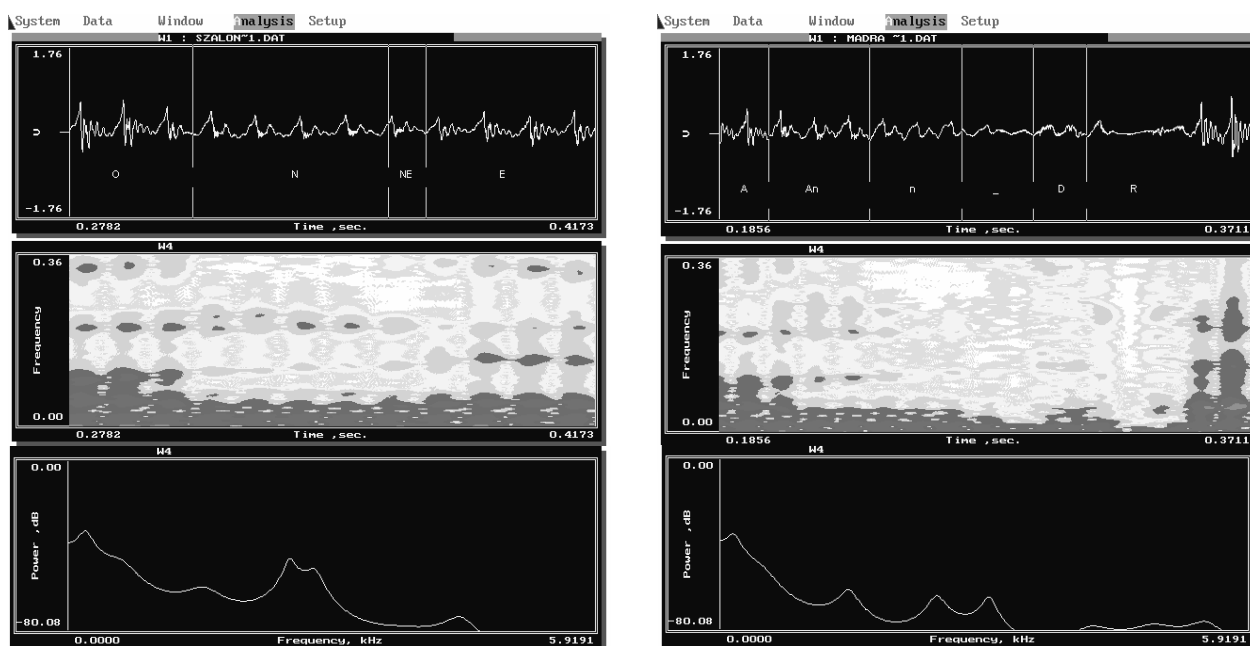 System Data Window Analysis Setup
W1 : SZALON~1.DAT
1.76
0
-1.76
O N NE E
0.2782 Time ,sec. 0.4173
W4
0.36
Frequency
0.00
0.2782 Time ,sec. 0.4173
W4
0.00
Power ,dB
-80.08
0.0000 Frequency, kHz 5.9191
System Data Window Analysis Setup
W1 : MADRA ~1.DAT
1.76
0
-1.76
A An n _ D R
0.1856 Time ,sec. 0.3711
W4
0.36
Frequency
0.00
0.1856 Time ,sec. 0.3711
W4
0.00
Power ,dB
-80.08
0.0000 Frequency, kHz 5.9191